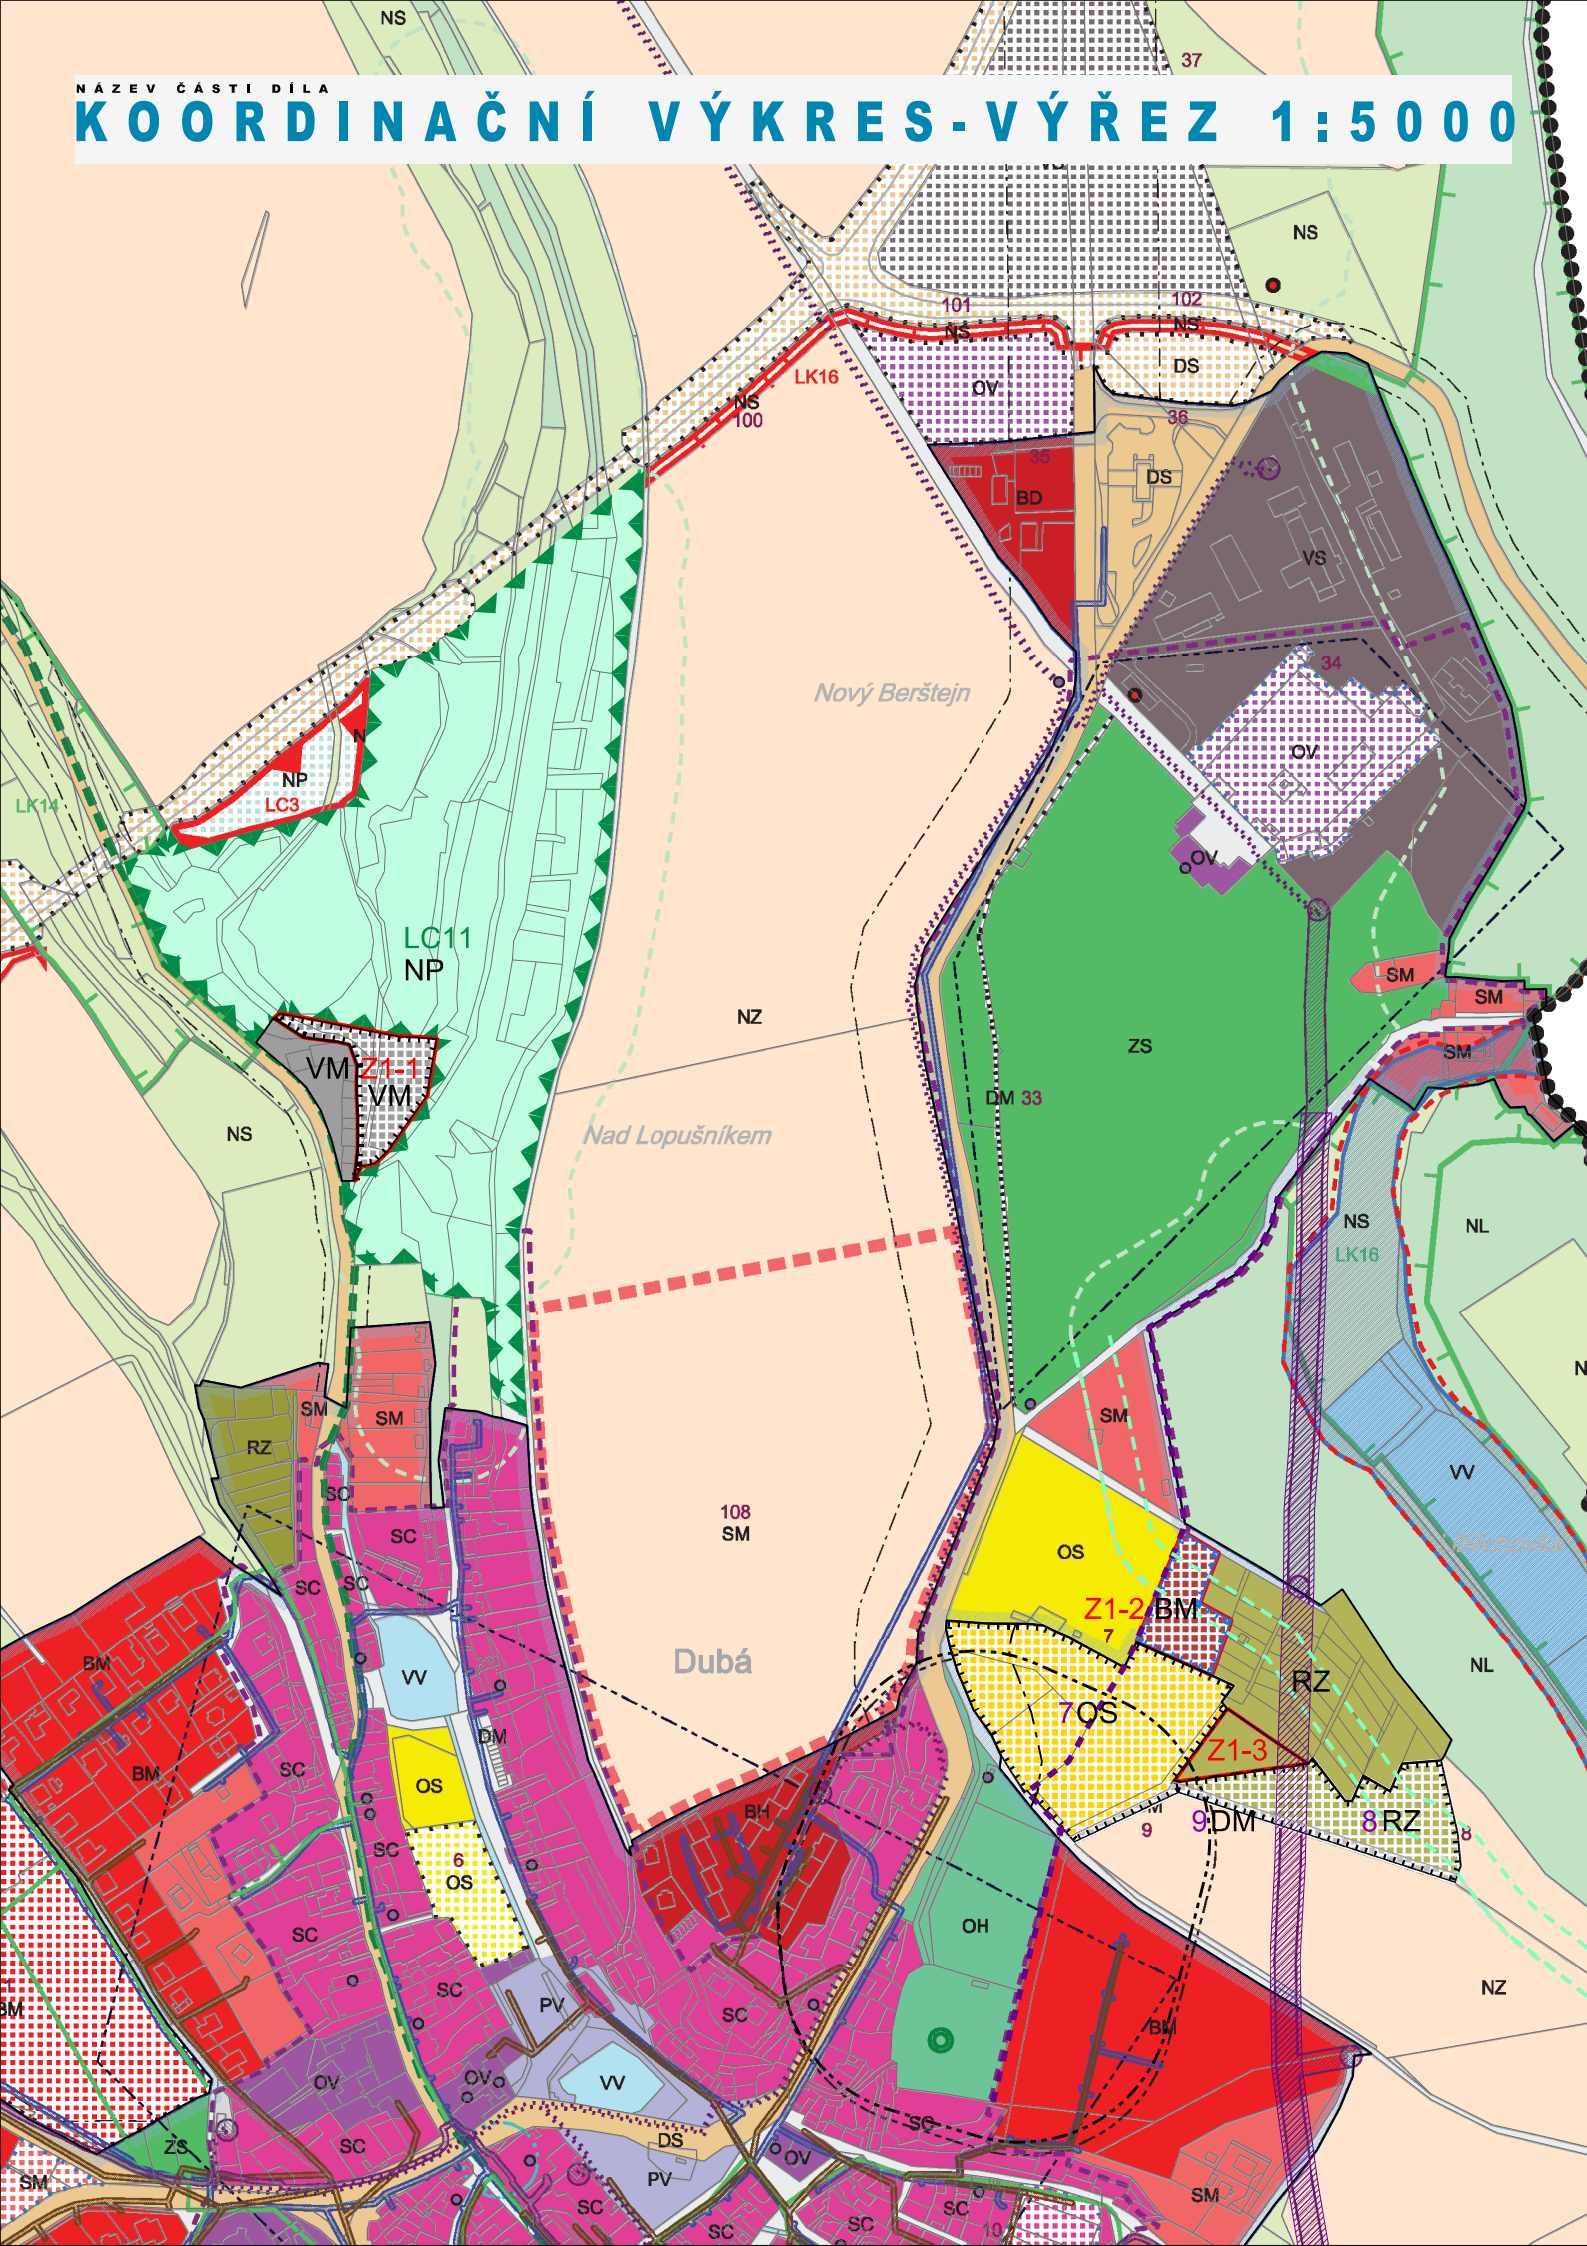 NS
37
NÁZEV ČÁSTI DÍLA
KOORDINAČNÍ VÝKRES-VÝŘEZ 1:5000
NS
101
102
NS
NS
LK16
OV
DS
NS
100
36
35
BD
DS
VS
34
Nový Berštejn
OV
N
NP
LC3
LK14
OV
LC11
NP
SM
SM
NZ
ZS
SM
VM
Z1-1
VM
DM 33
NS
Nad Lopušníkem
NS
NL
LK16
N
SM
SM
SM
RZ
VV
SC
108
SM
SC
OS
SC
SC
Z1-2
BM
7
BM
VV
Dubá
NL
RZ
7 OS
DM
Z1-3
BM
SC
OS
BH
M
9
9 DM
8 RZ
8
SC
6
OS
SC
OH
SC
NZ
BM
PV
SC
BM
OV
OV
VV
SC
ZS
SC
DS
OV
PV
SM
SM
SC
SC
SC
SC
10